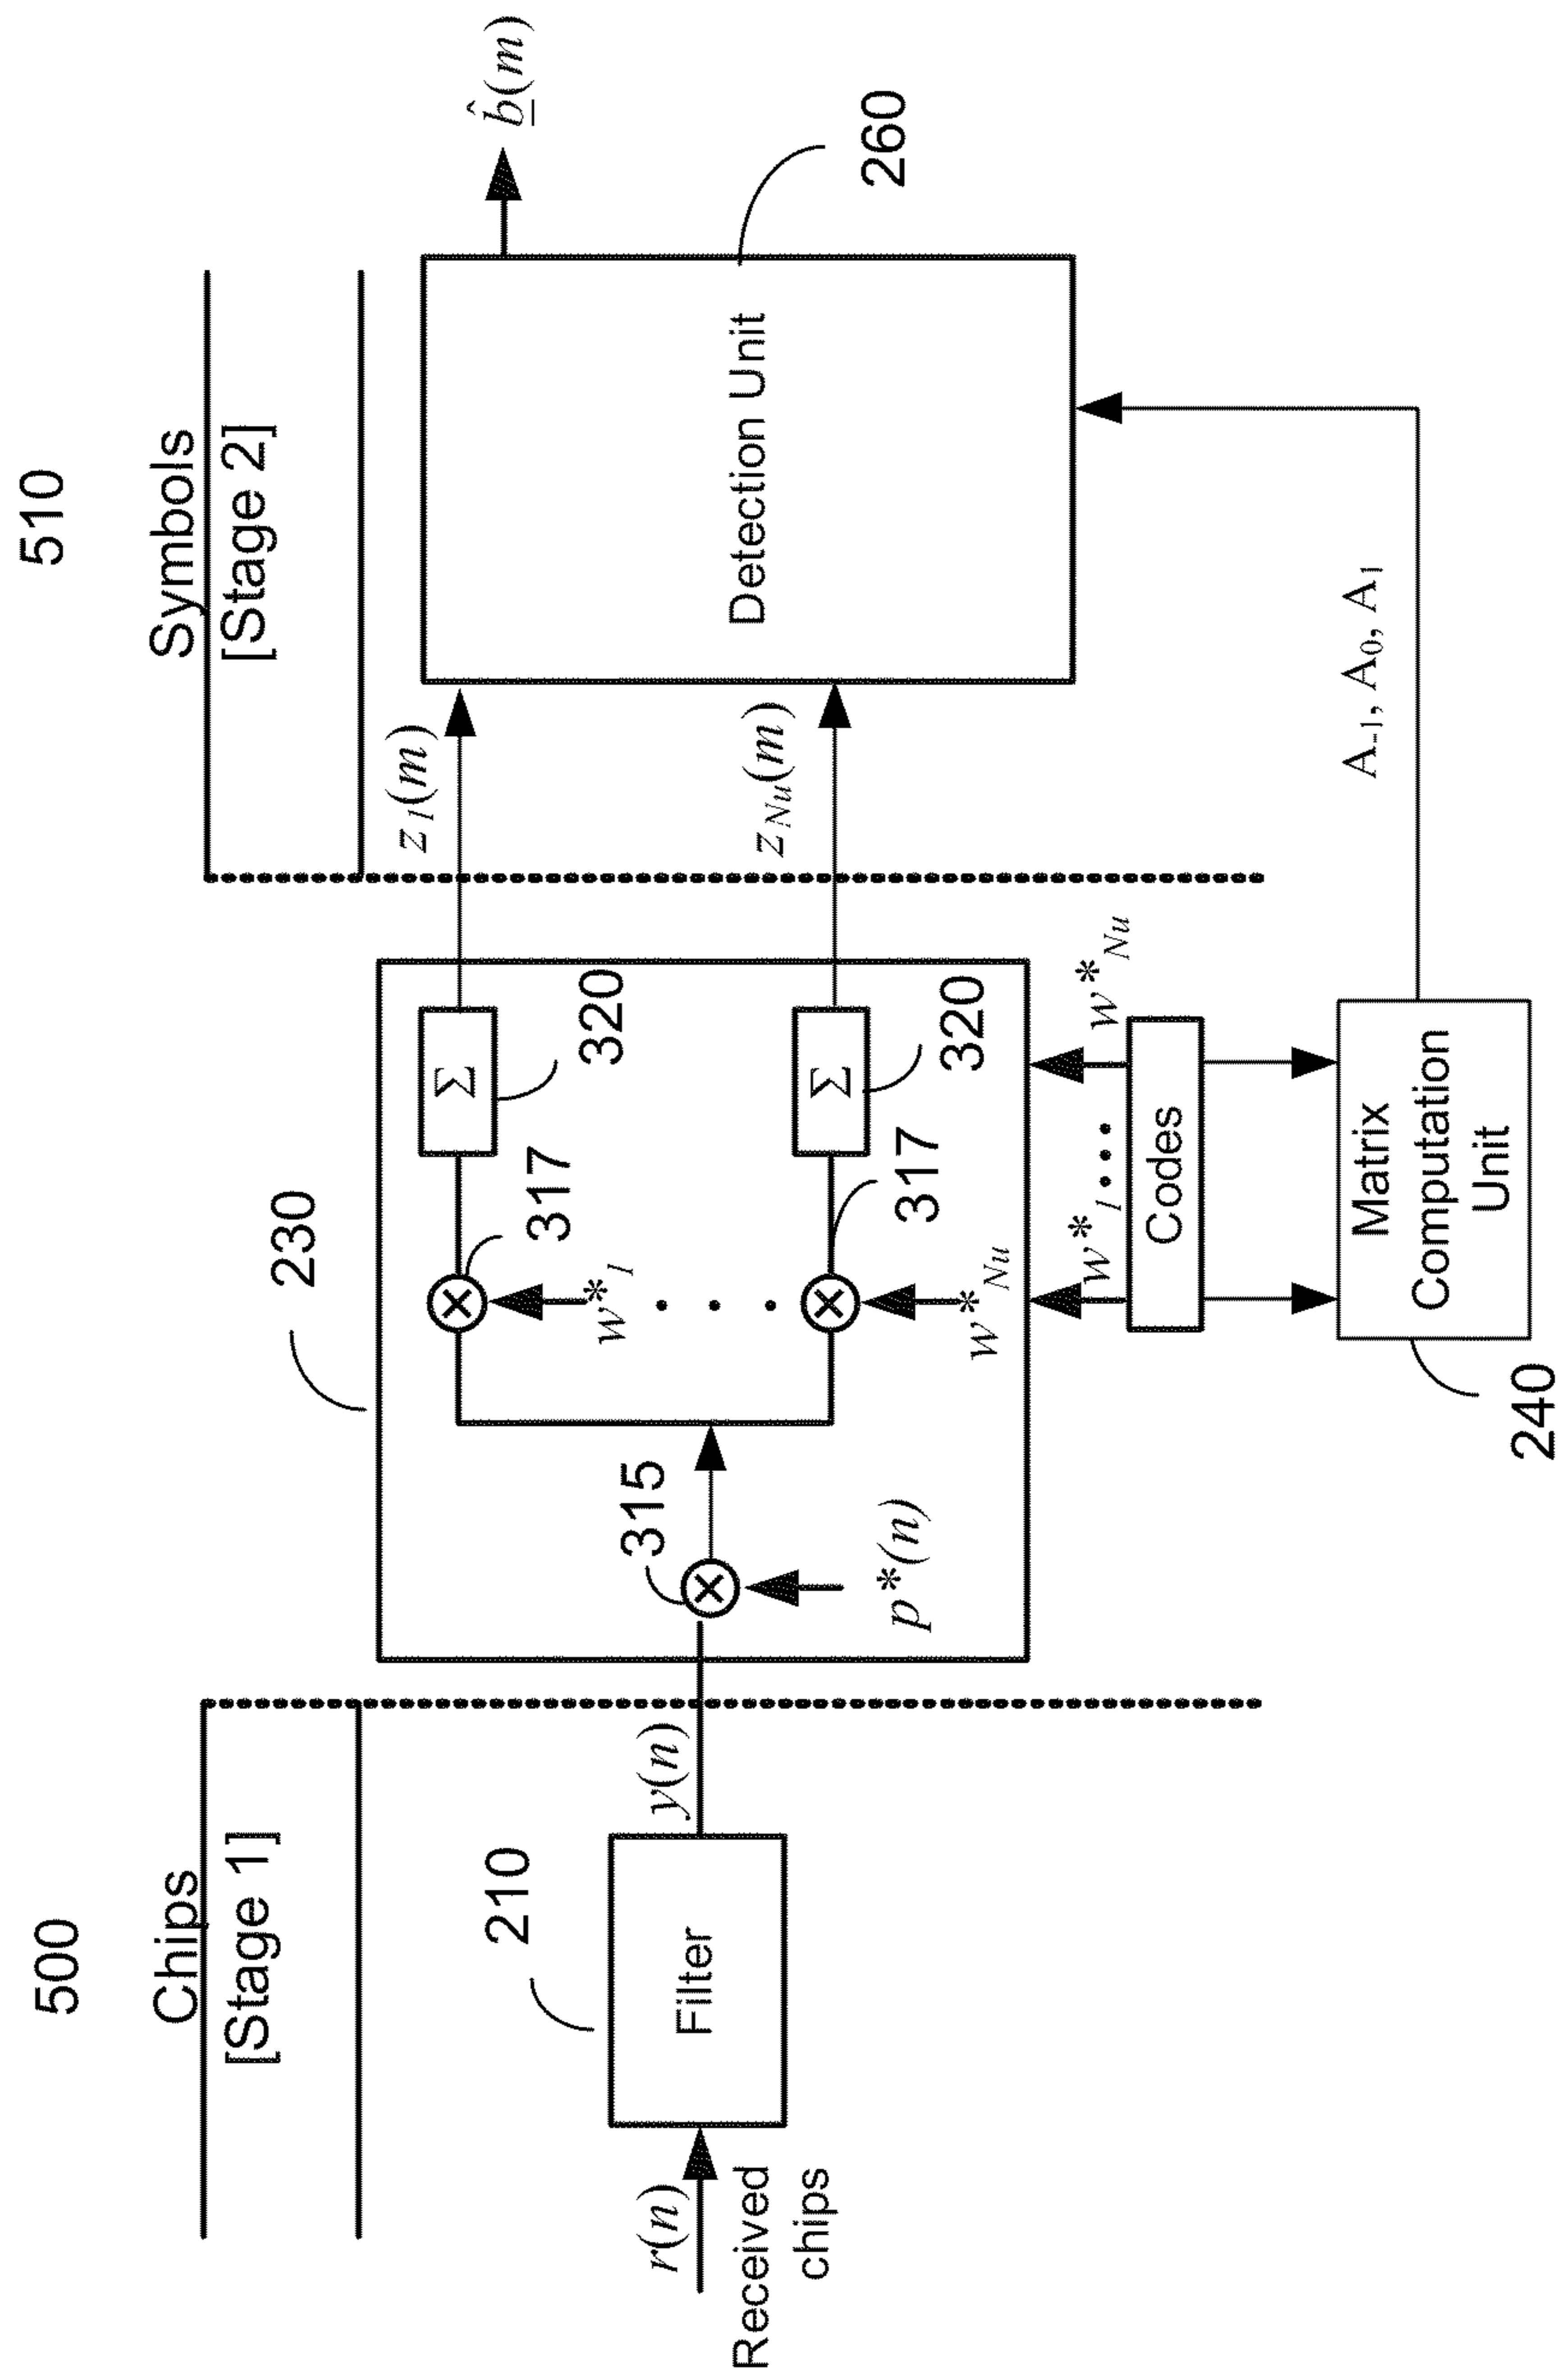 500
510
Chips
[Stage 1]
Symbols
[Stage 2]
r(n)
Received
chips
210
Filter
y(n)
230
315
p*(n)
317
w*1
320
Σ
. . .
317
w*Nu
320
Σ
z1(m)
zNu(m)
Detection Unit
260
b̂(m)
w*1 ... w*Nu
Codes
Matrix
Computation
Unit
240
A-1, A0, A1